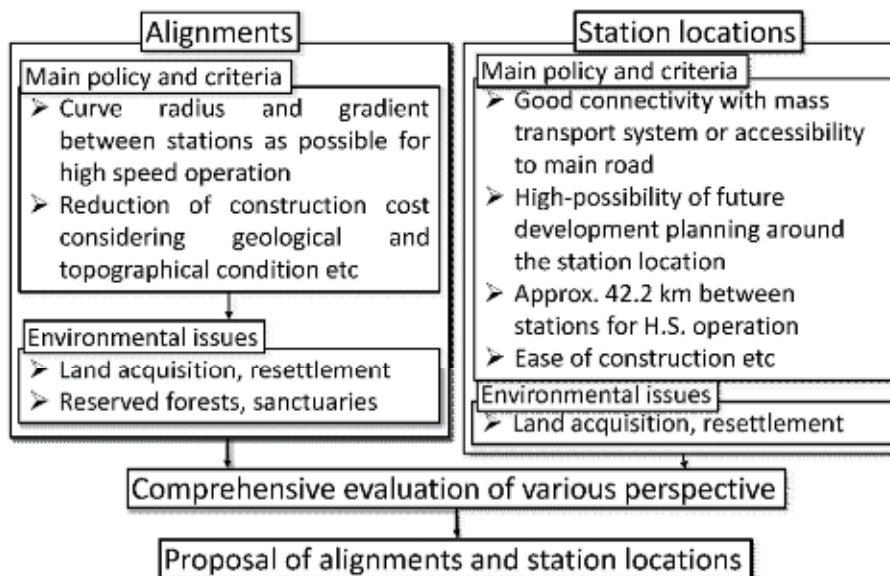 Alignments
Main policy and criteria
➢ Curve radius and gradient
between stations as possible for
high speed operation
➢ Reduction of construction cost
considering geological and
topographical condition etc
Environmental issues
➢ Land acquisition, resettlement
➢ Reserved forests, sanctuaries
Station locations
Main policy and criteria
➢ Good connectivity with mass
transport system or accessibility
to main road
➢ High-possibility of future
development planning around
the station location
➢ Approx. 42.2 km between
stations for H.S. operation
➢ Ease of construction etc
Environmental issues
➢ Land acquisition, resettlement
Comprehensive evaluation of various perspective
Proposal of alignments and station locations